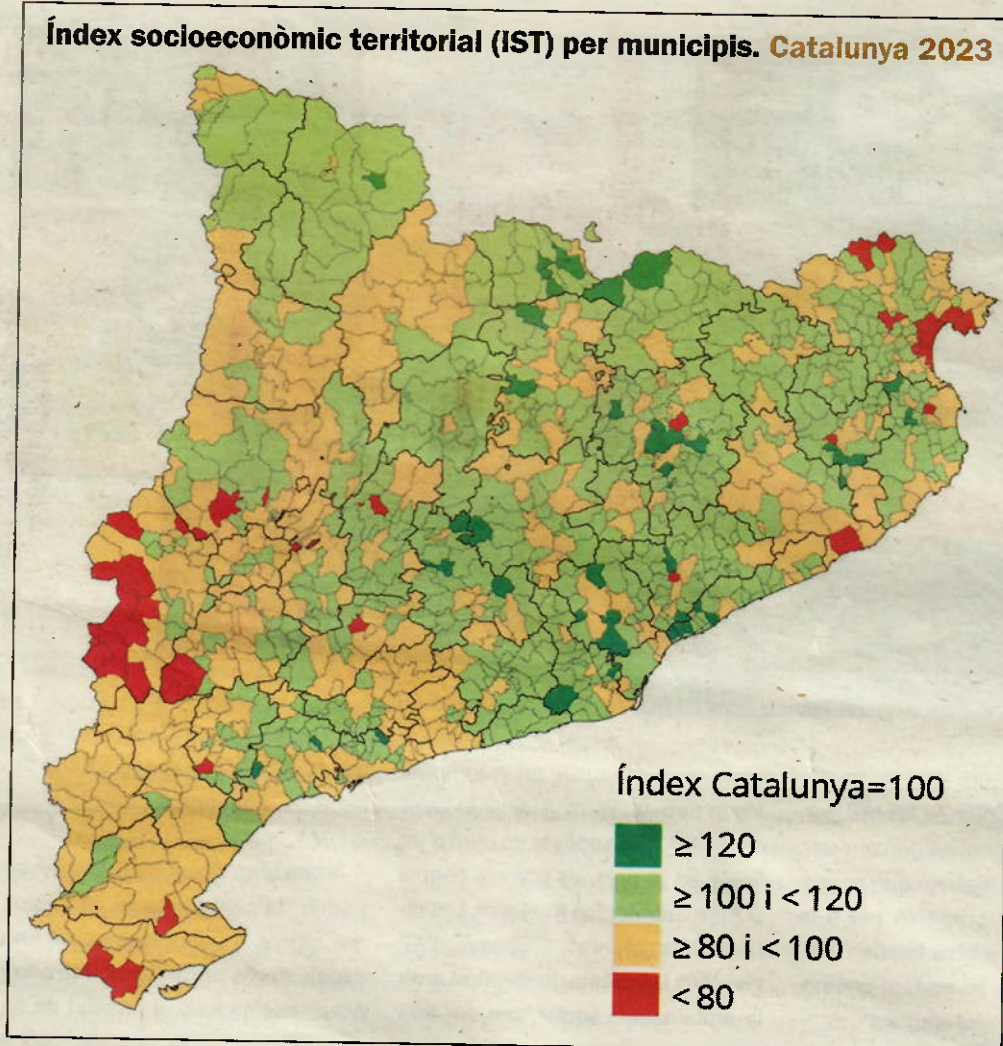 Índex socioeconòmic territorial (IST) per municipis. Catalunya 2023
Índex Catalunya=100
≥ 120
≥ 100 i < 120
≥ 80 i < 100
< 80